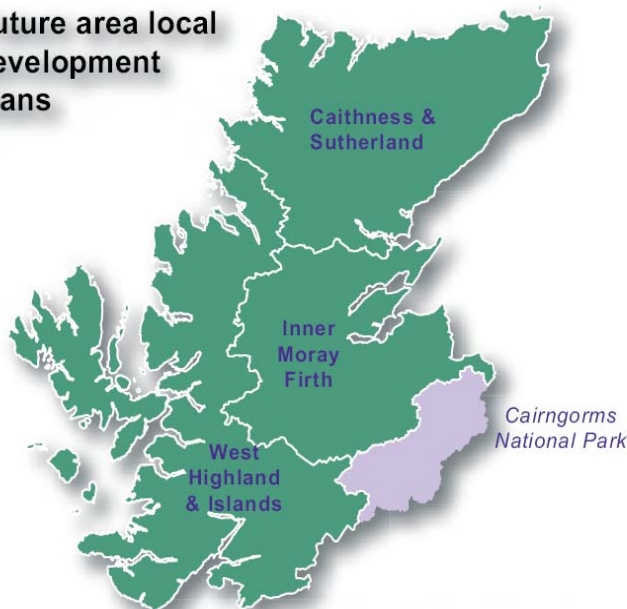 uture area local
evelopment
ans
Caithness &
Sutherland
Inner
Moray
Firth
Cairngorms
National Park
West
Highland
& Islands